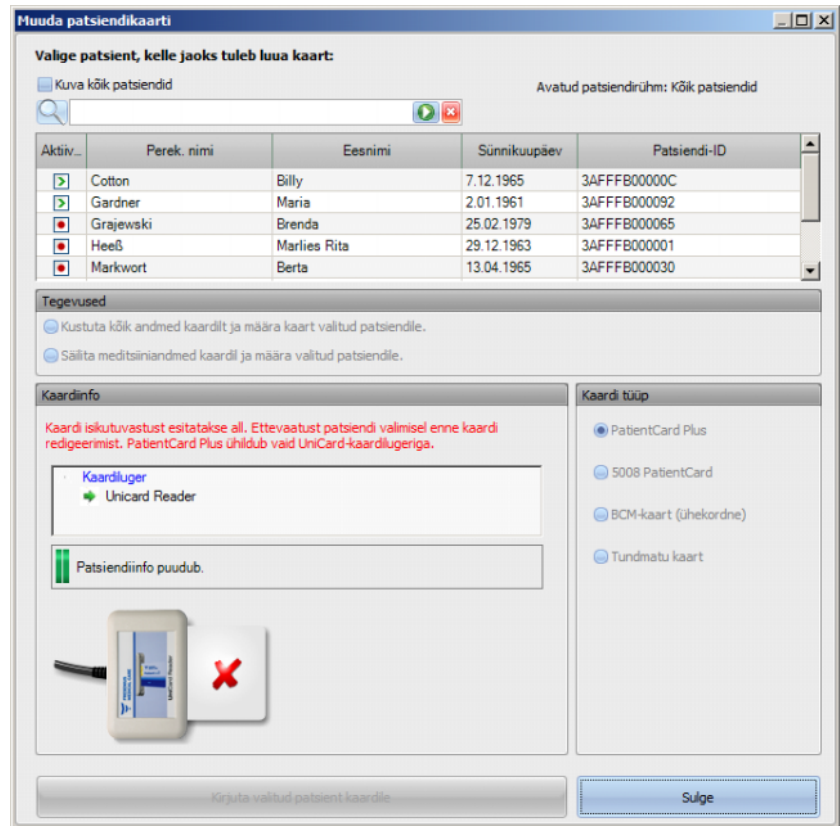 Muuda patsiendikaarti
Valige patsient, kelle jaoks tuleb luua kaart:
Kuva kõik patsiendid
Avatud patsiendirühm: Kõik patsiendid
Aktiiv... Perek. nimi Eesnimi Sünnikuupäev Patsiendi-ID
Cotton Billy 7.12.1965 3AFFFB00000C
Gardner Maria 2.01.1961 3AFFFB000092
Grajewski Brenda 25.02.1979 3AFFFB000065
Heeß Marlies Rita 29.12.1963 3AFFFB000001
Markwort Berta 13.04.1965 3AFFFB000030
Tegevused
Kustuta kõik andmed kaardilt ja määra kaart valitud patsiendile.
Säilita meditsiiniandmed kaardil ja määra valitud patsiendile.
Kaardiinfo
Kaardi isikutuvastust esitatakse all. Ettevaatust patsiendi valimisel enne kaardi
redigeerimist. PatientCard Plus ühildub vaid UniCard-kaardilugeriga.
Kaardiluger
Unicard Reader
Patsiendiinfo puudub.
FRESENIUS
MEDICAL CARE
UniCard Reader
Kaardi tüüp
PatientCard Plus
5008 PatientCard
BCM-kaart (ühekordne)
Tundmatu kaart
Kirjuta valitud patsient kaardile
Sulge